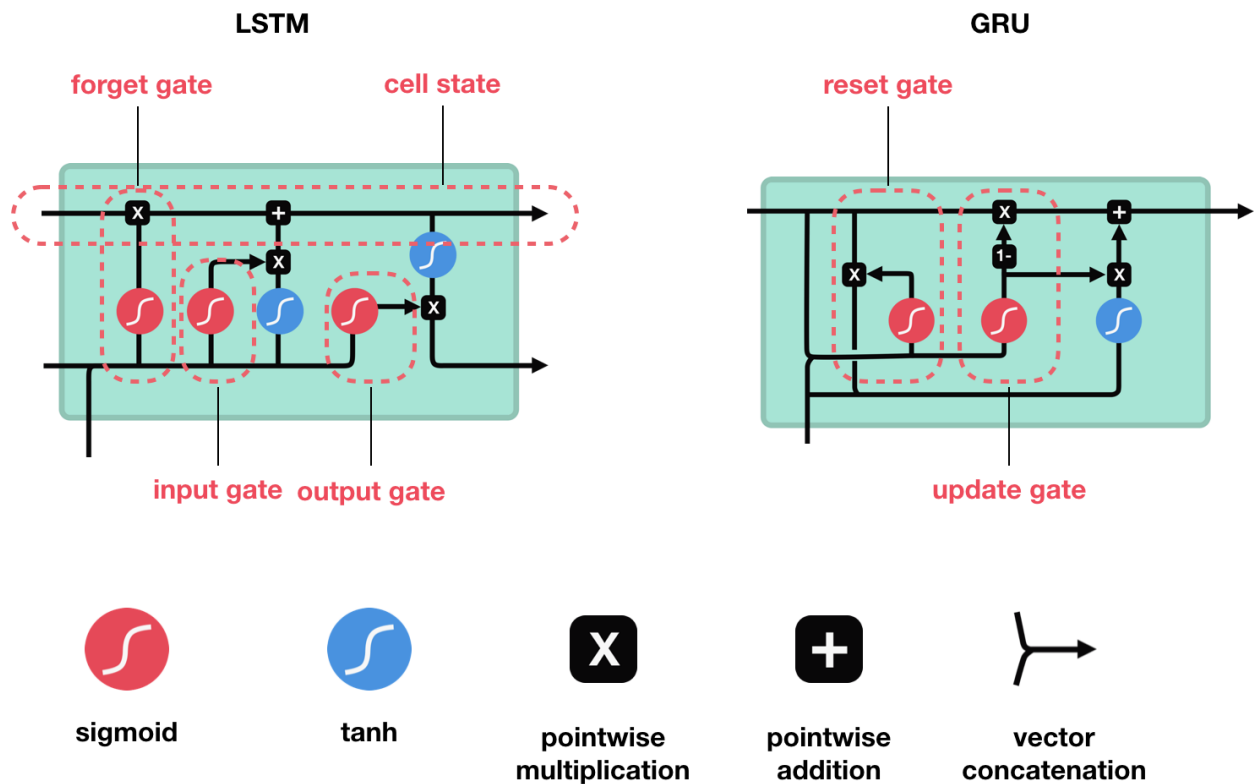 LSTM
GRU
forget gate
cell state
reset gate
X
+
X
X
X
+
1-
X
X
input gate
output gate
update gate
X
+
sigmoid
tanh
pointwise
multiplication
pointwise
addition
vector
concatenation